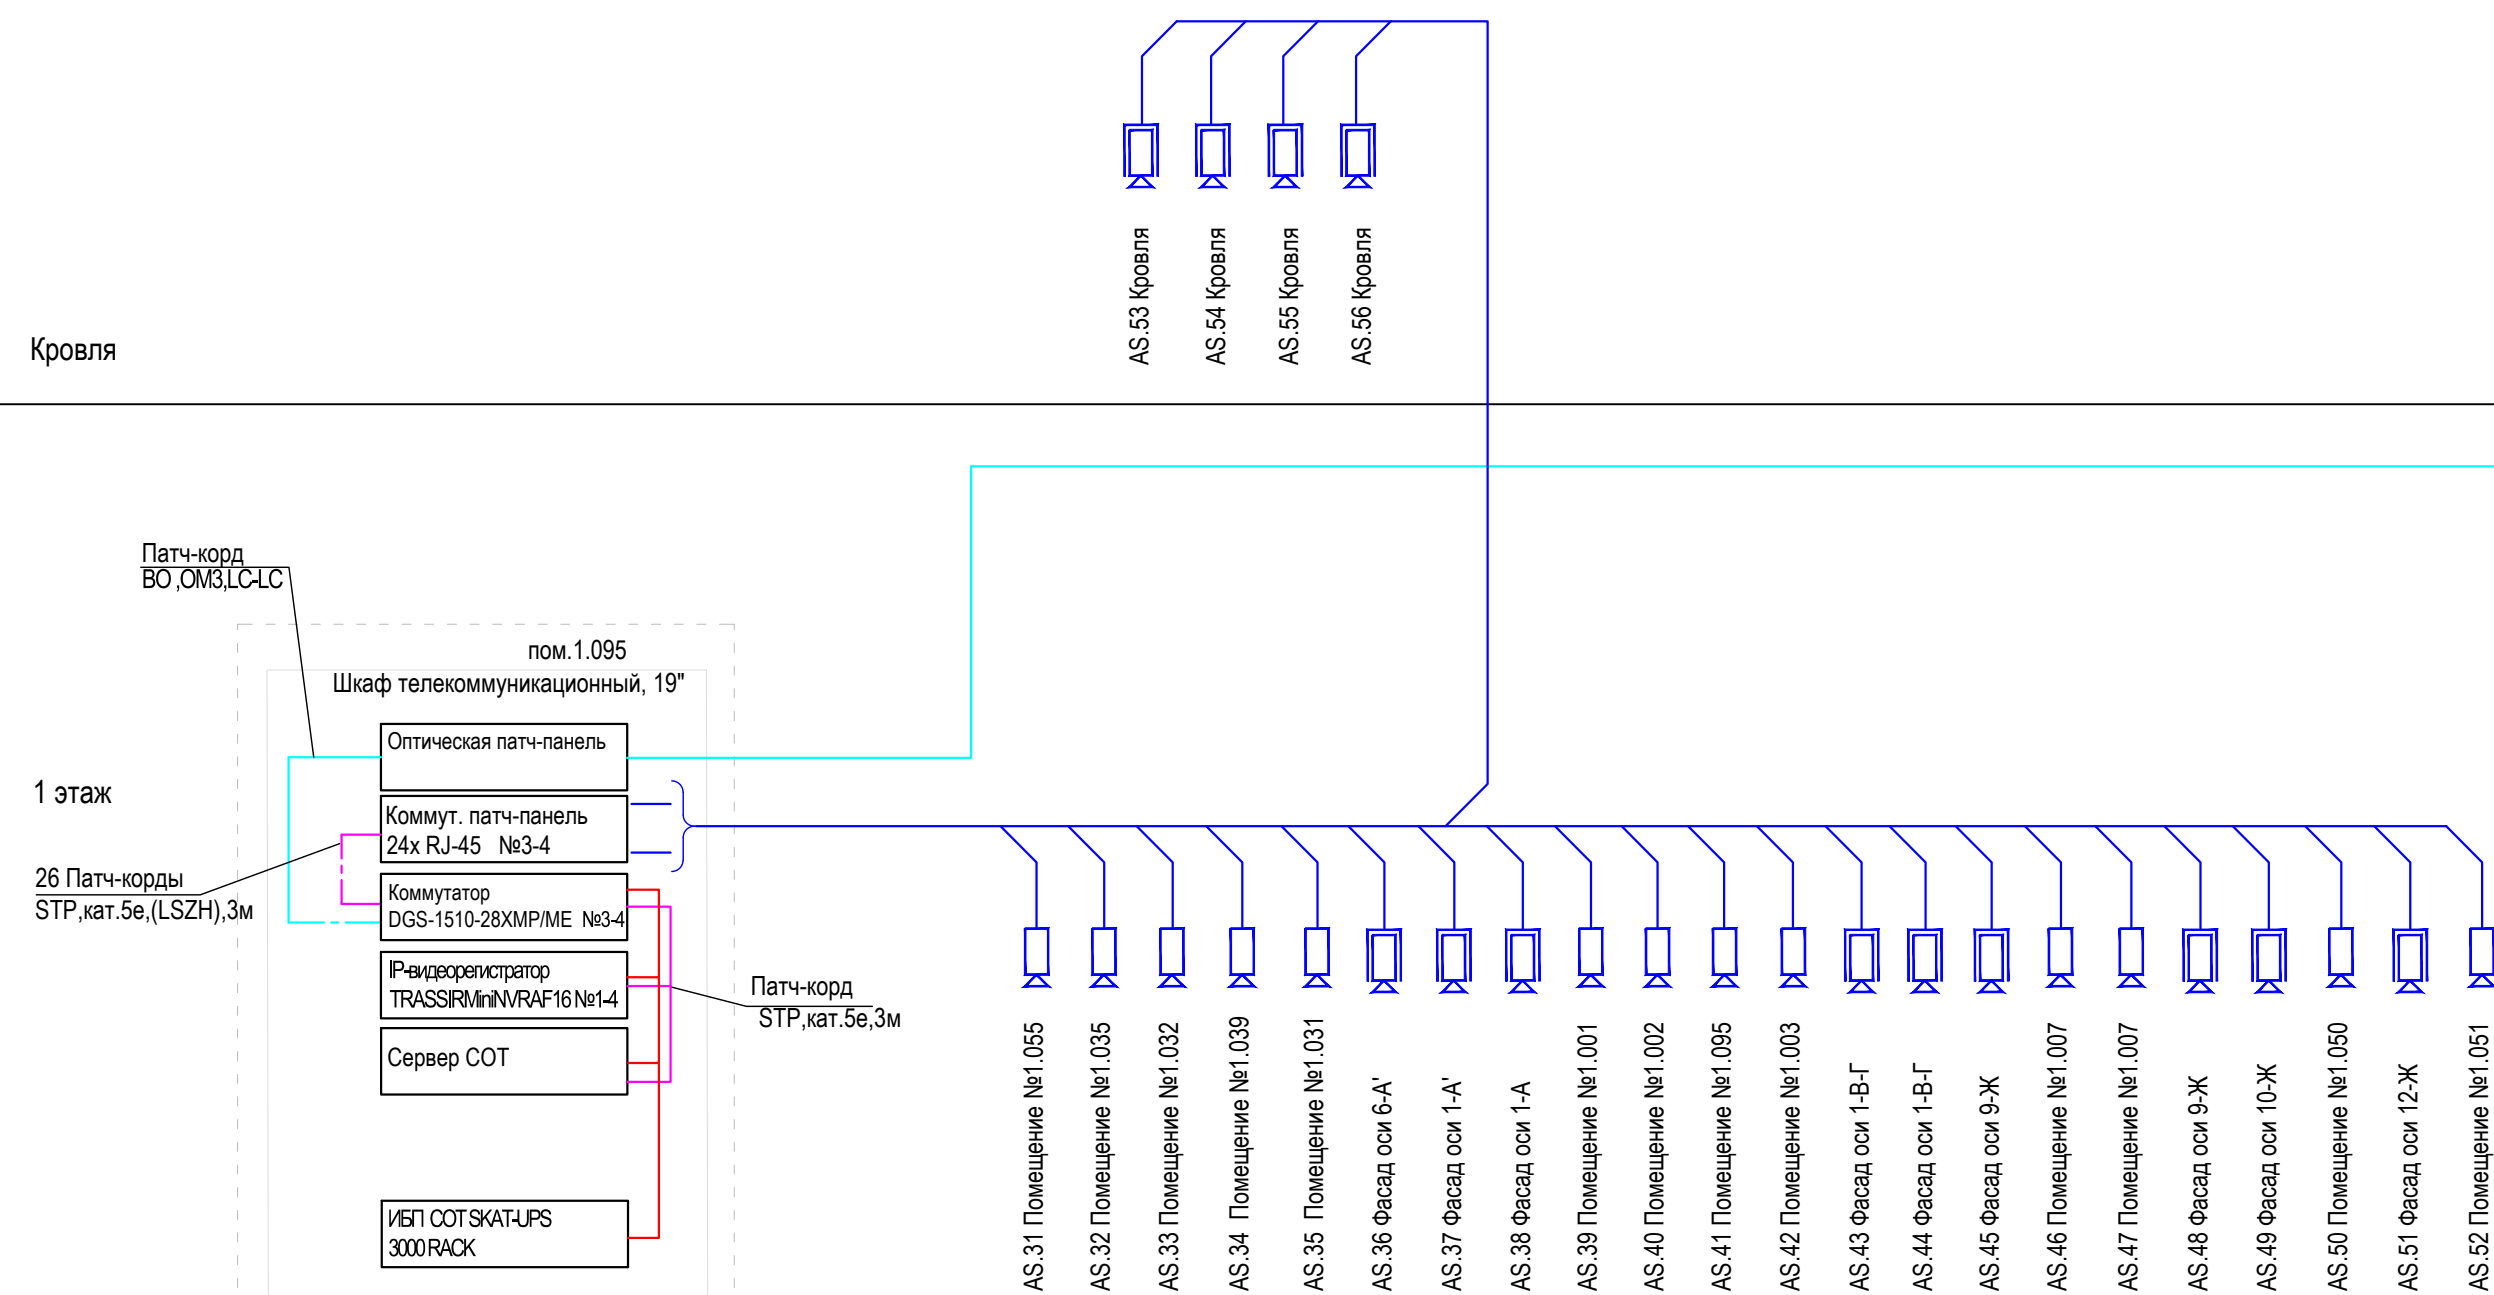 AS.53 Кровля
AS.54 Кровля
AS.55 Кровля
AS.56 Кровля
Кровля
Патч-корд
ВО ,ОМ3,LC-LC
пом.1.095
Шкаф телекоммуникационный, 19"
Оптическая патч-панель
1 этаж
Коммут. патч-панель
24x RJ-45 №3-4
26 Патч-корды
STP,кат.5е,(LSZH),3м
Коммутатор
DGS-1510-28XMP/ME №3-4
IP-видеорегистратор
TRASSIRMiniNVRAF16 №1-4
Патч-корд
STP,кат.5е,3м
Сервер СОТ
ИБП СОТ SKAT-UPS
3000 RACK
AS.31 Помещение №1.055
AS.32 Помещение №1.035
AS.33 Помещение №1.032
AS.34 Помещение №1.039
AS.35 Помещение №1.031
AS.36 Фасад оси 6-А'
AS.37 Фасад оси 1-А'
AS.38 Фасад оси 1-А
AS.39 Помещение №1.001
AS.40 Помещение №1.002
AS.41 Помещение №1.095
AS.42 Помещение №1.003
AS.43 Фасад оси 1-В-Г
AS.44 Фасад оси 1-В-Г
AS.45 Фасад оси 9-Ж
AS.46 Помещение №1.007
AS.47 Помещение №1.007
AS.48 Фасад оси 9-Ж
AS.49 Фасад оси 10-Ж
AS.50 Помещение №1.050
AS.51 Фасад оси 12-Ж
AS.52 Помещение №1.051